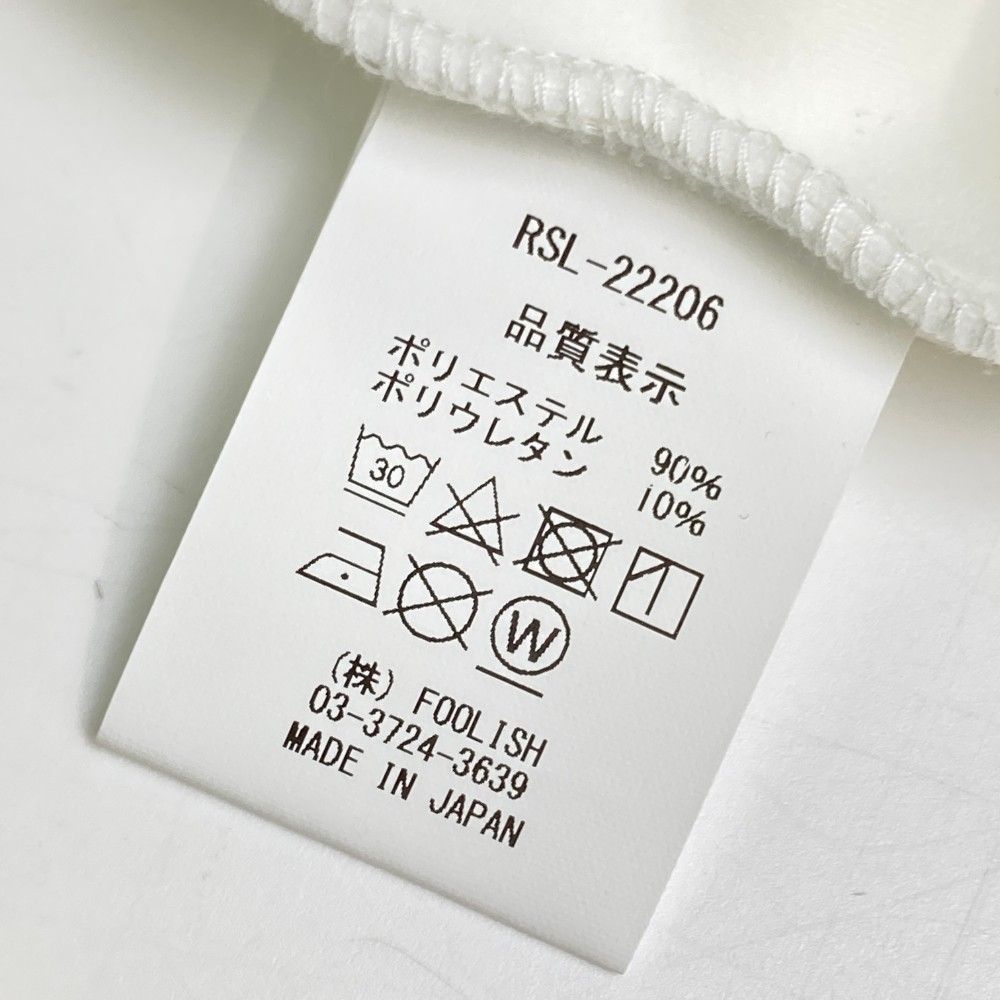 RSL-22206
品質表示
ポリエステル 90%
ポリウレタン 10%
30
W
(株) FOOLISH
03-3724-3639
MADE IN JAPAN